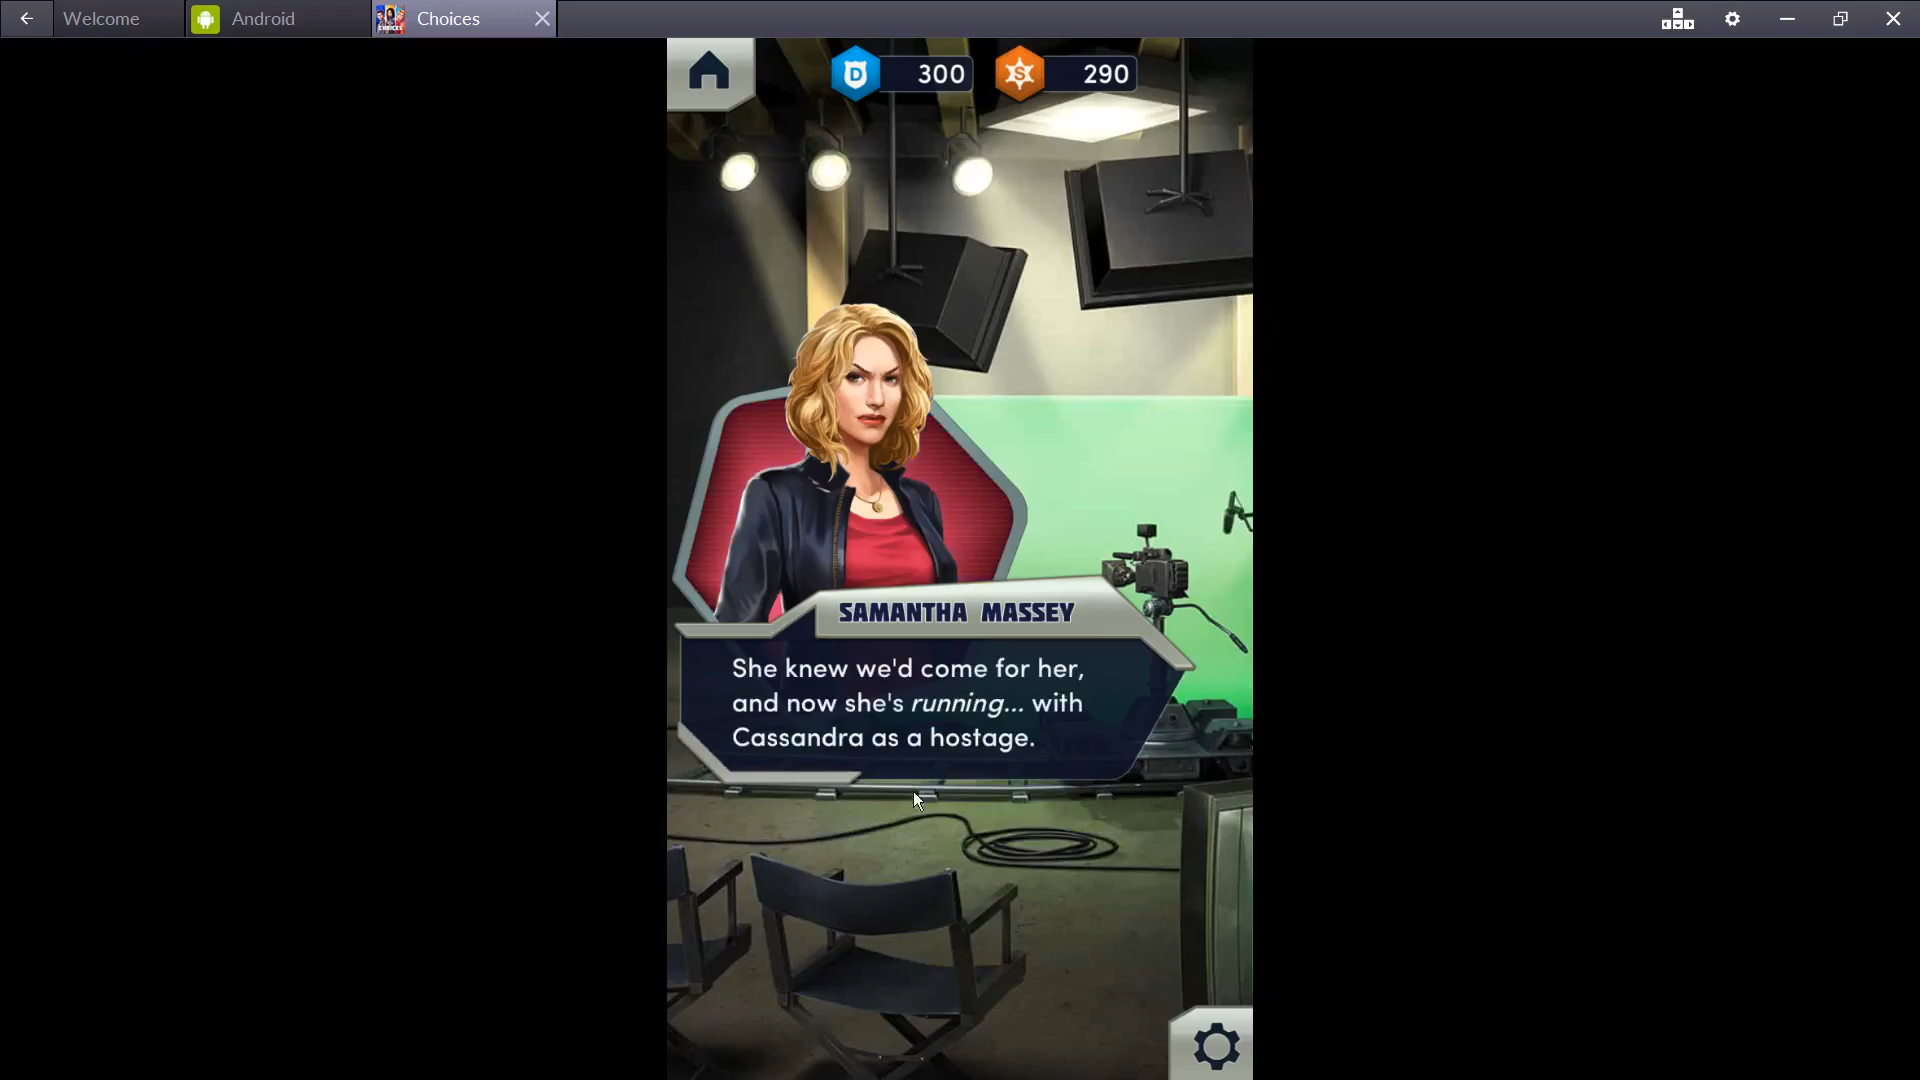 Welcome
Android
Choices
D 300
S 290
SAMANTHA MASSEY
She knew we'd come for her,
and now she's running... with
Cassandra as a hostage.